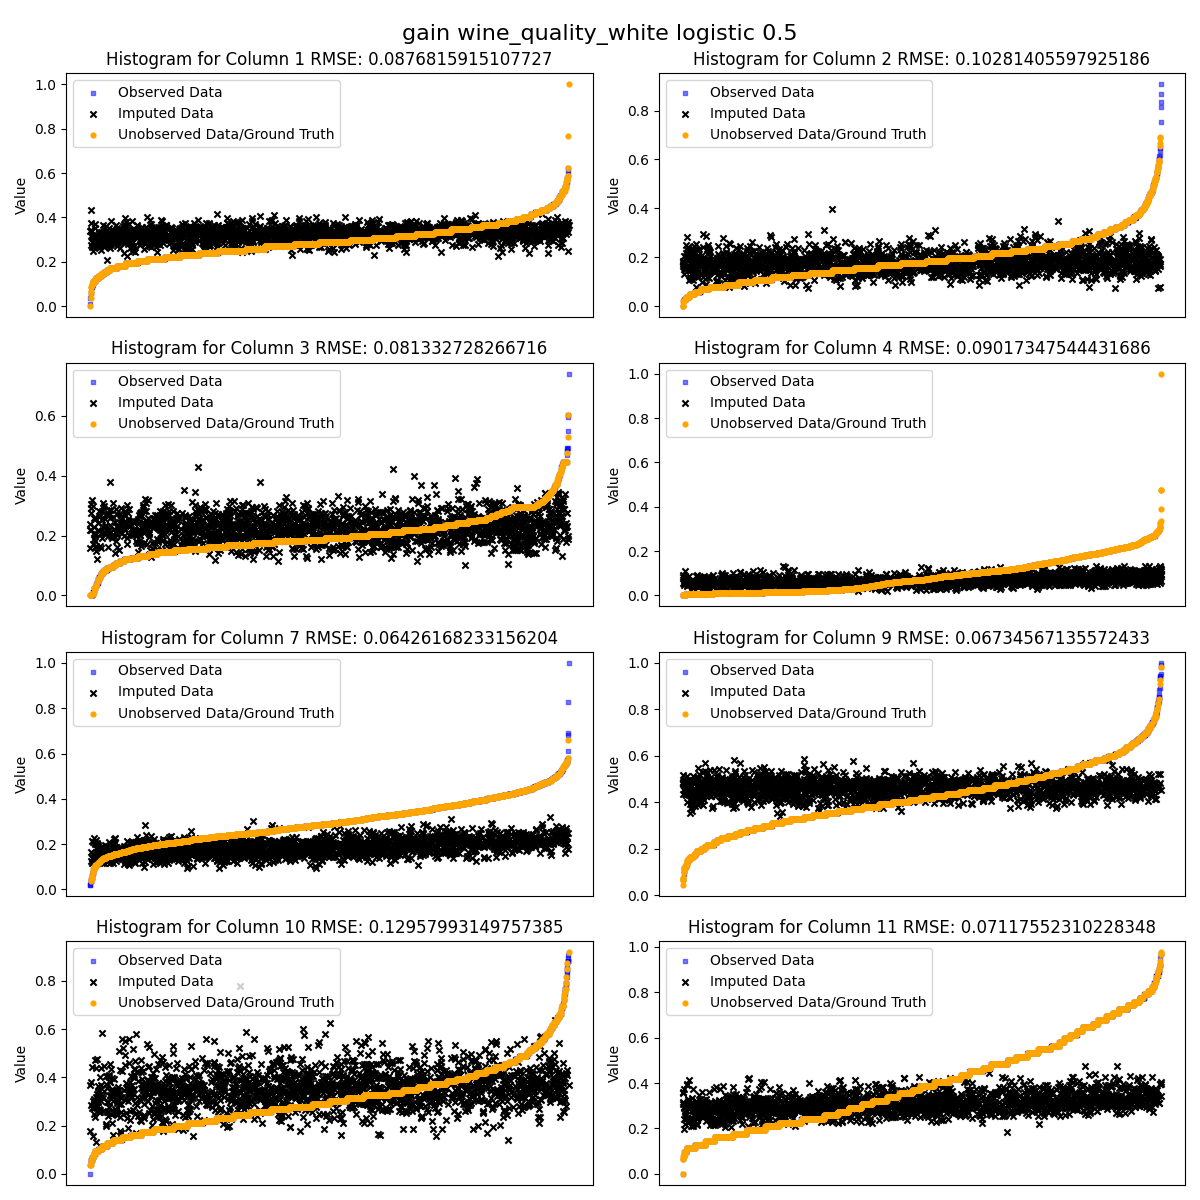 gain wine_quality_white logistic 0.5
Histogram for Column 1 RMSE: 0.0876815915107727
Value
1.0
0.8
0.6
0.4
0.2
0.0
Observed Data
Imputed Data
Unobserved Data/Ground Truth
Histogram for Column 2 RMSE: 0.10281405597925186
Value
0.8
0.6
0.4
0.2
0.0
Observed Data
Imputed Data
Unobserved Data/Ground Truth
Histogram for Column 3 RMSE: 0.081332728266716
Value
0.6
0.4
0.2
0.0
Observed Data
Imputed Data
Unobserved Data/Ground Truth
Histogram for Column 4 RMSE: 0.09017347544431686
Value
1.0
0.8
0.6
0.4
0.2
0.0
Observed Data
Imputed Data
Unobserved Data/Ground Truth
Histogram for Column 7 RMSE: 0.06426168233156204
Value
1.0
0.8
0.6
0.4
0.2
0.0
Observed Data
Imputed Data
Unobserved Data/Ground Truth
Histogram for Column 9 RMSE: 0.06734567135572433
Value
1.0
0.8
0.6
0.4
0.2
0.0
Observed Data
Imputed Data
Unobserved Data/Ground Truth
Histogram for Column 10 RMSE: 0.12957993149757385
Value
0.8
0.6
0.4
0.2
0.0
Observed Data
Imputed Data
Unobserved Data/Ground Truth
Histogram for Column 11 RMSE: 0.07117552310228348
Value
1.0
0.8
0.6
0.4
0.2
0.0
Observed Data
Imputed Data
Unobserved Data/Ground Truth